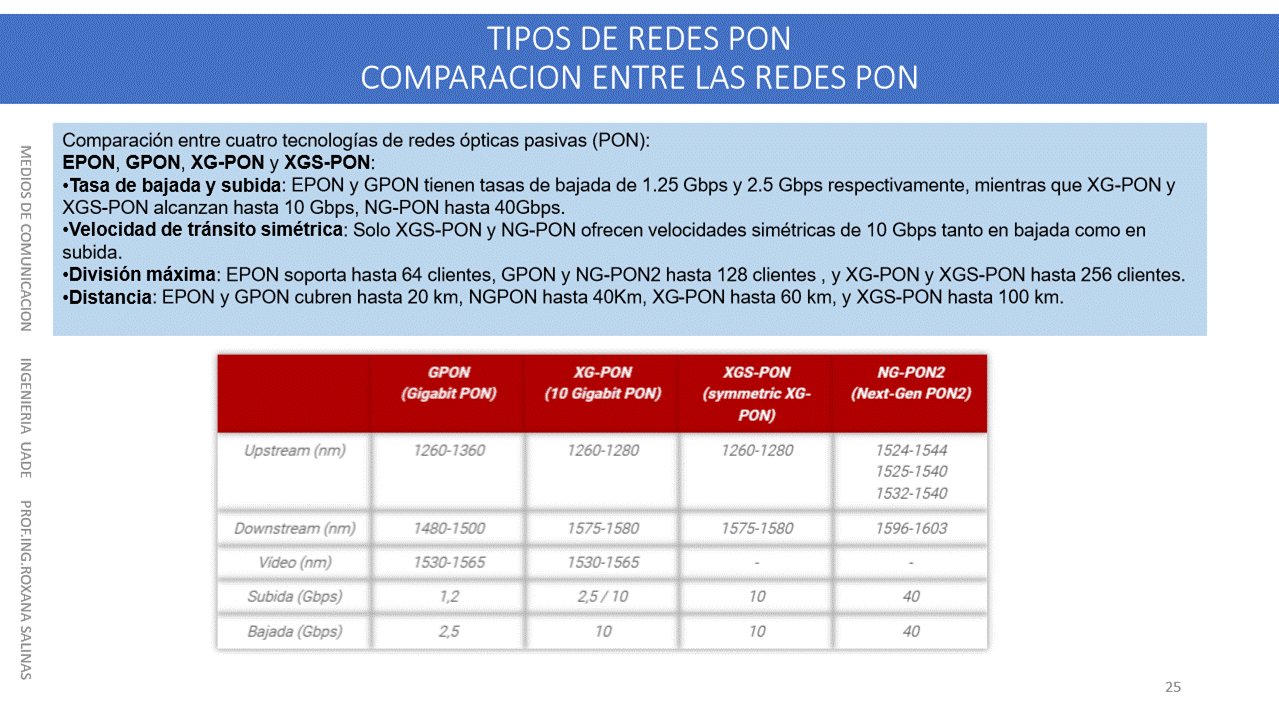 TIPOS DE REDES PON
COMPARACION ENTRE LAS REDES PON
MEDIOS DE COMUNICACION INGENIERIA UADE PROF.ING.ROXANA SALINAS
Comparación entre cuatro tecnologías de redes ópticas pasivas (PON):
EPON, GPON, XG-PON y XGS-PON:
•Tasa de bajada y subida: EPON y GPON tienen tasas de bajada de 1.25 Gbps y 2.5 Gbps respectivamente, mientras que XG-PON y
XGS-PON alcanzan hasta 10 Gbps, NG-PON hasta 40Gbps.
•Velocidad de tránsito simétrica: Solo XGS-PON y NG-PON ofrecen velocidades simétricas de 10 Gbps tanto en bajada como en
subida.
•División máxima: EPON soporta hasta 64 clientes, GPON y NG-PON2 hasta 128 clientes , y XG-PON y XGS-PON hasta 256 clientes.
•Distancia: EPON y GPON cubren hasta 20 km, NGPON hasta 40Km, XG-PON hasta 60 km, y XGS-PON hasta 100 km.
GPON XG-PON XGS-PON NG-PON2
(Gigabit PON) (10 Gigabit PON) (symmetric XG- (Next-Gen PON2)
PON)
Upstream (nm) 1260-1360 1260-1280 1260-1280 1524-1544
1525-1540
1532-1540
Downstream (nm) 1480-1500 1575-1580 1575-1580 1596-1603
Vídeo (nm) 1530-1565 1530-1565 - -
Subida (Gbps) 1,2 2,5 / 10 10 40
Bajada (Gbps) 2,5 10 10 40
25